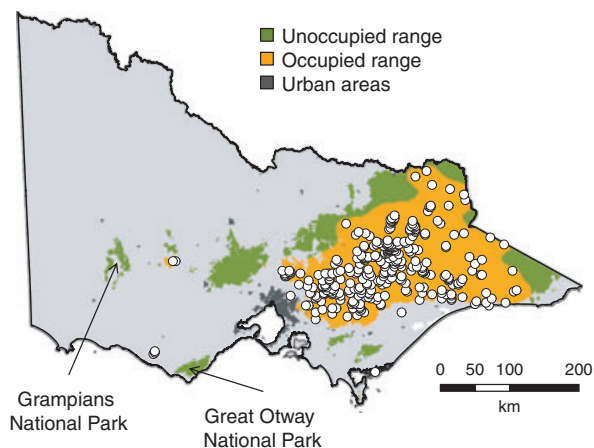 Unoccupied range
Occupied range
Urban areas
Grampians
National Park
Great Otway
National Park
0 50 100 200
km